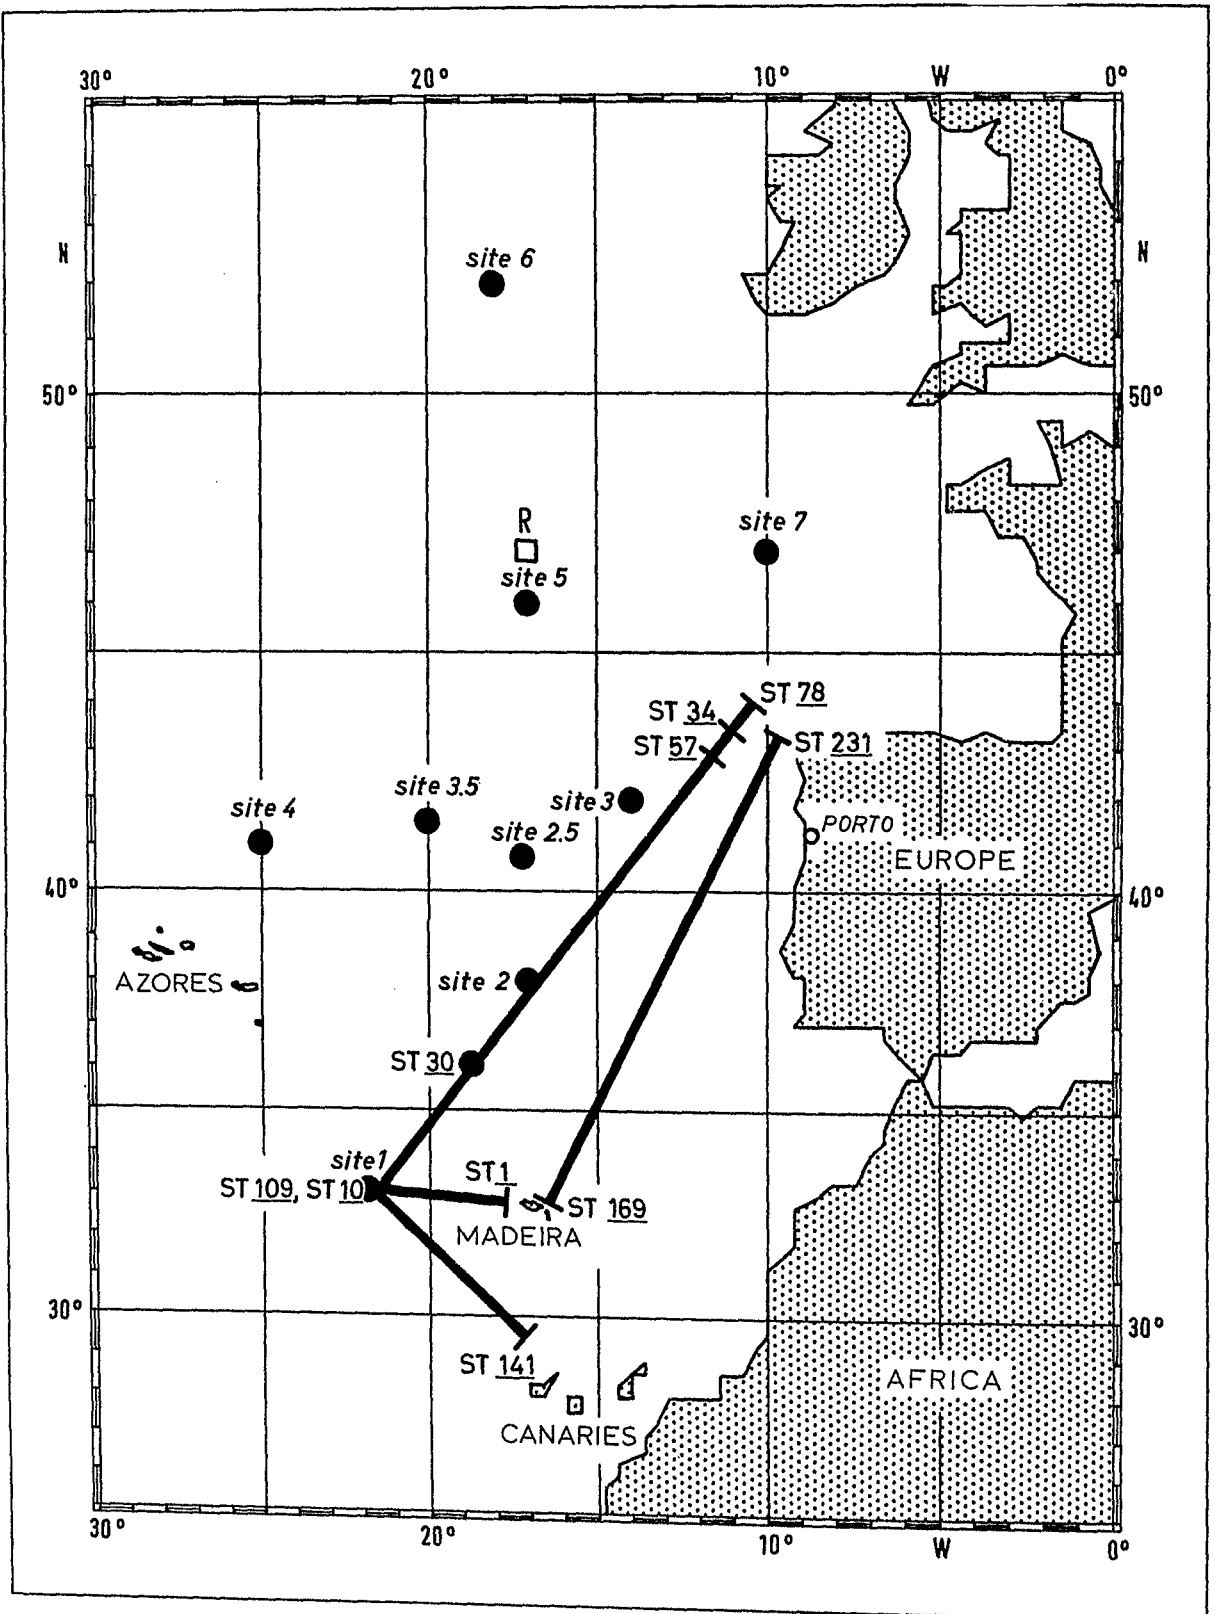 30° 20° 10° W 0°
N N
site 6
50° 50°
R
site 7
site 5
ST 78
ST 34
ST 231
ST 57
site 3.5
site 4
site 3
PORTO
site 2.5
EUROPE
40° 40°
AZORES
site 2
ST 30
site 1
ST 1
ST 109, ST 10
ST 169
MADEIRA
30° 30°
ST 141
AFRICA
CANARIES
30° 20° 10° W 0°